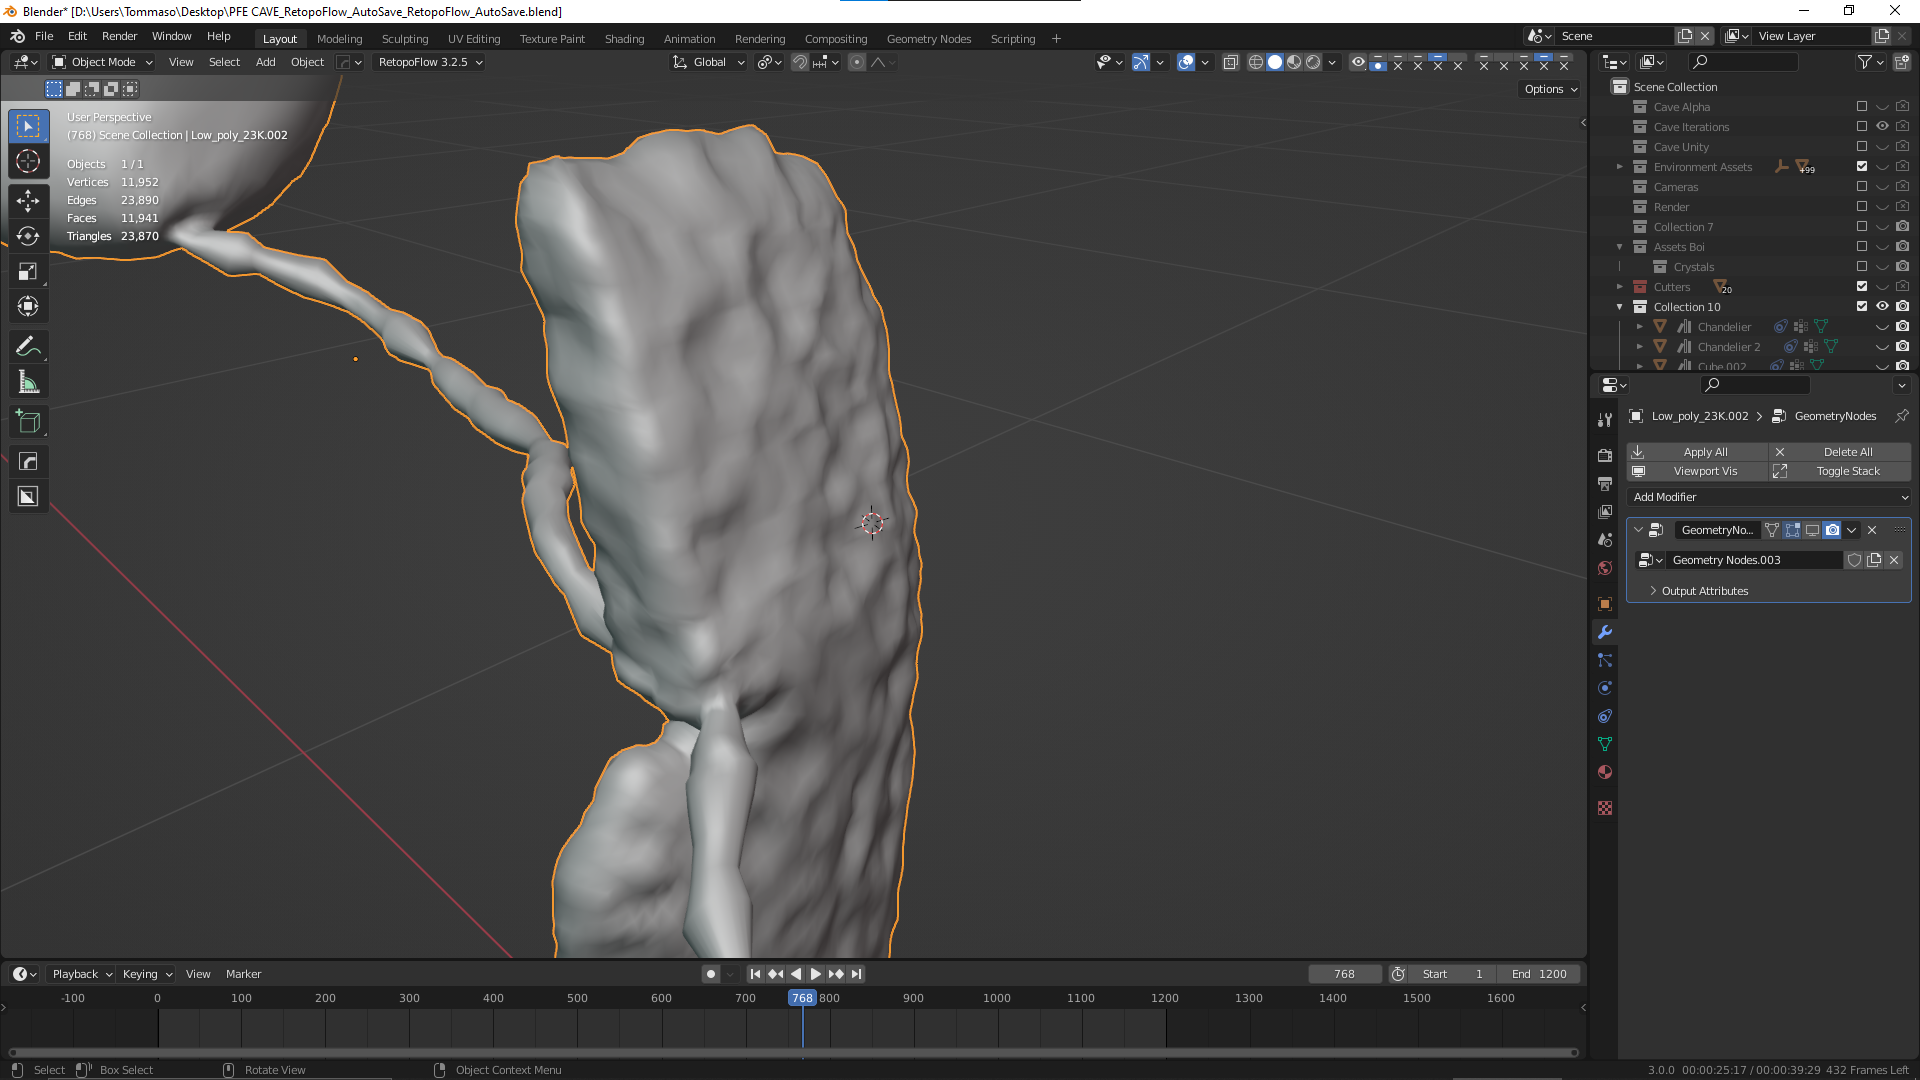 Blender* [D:\Users\Tommaso\Desktop\PFE CAVE_RetopoFlow_AutoSave_RetopoFlow_AutoSave.blend]
File Edit Render Window Help Layout Modeling Sculpting UV Editing Texture Paint Shading Animation Rendering Compositing Geometry Nodes Scripting + Scene View Layer
Object Mode View Select Add Object RetopoFlow 3.2.5 Global
Options
User Perspective
(768) Scene Collection | Low_poly_23K.002
Objects 1/1
Vertices 11,952
Edges 23,890
Faces 11,941
Triangles 23,870
Scene Collection
Cave Alpha
Cave Iterations
Cave Unity
Environment Assets +99
Cameras
Render
Collection 7
Assets Boi
Crystals
Cutters 20
Collection 10
Chandelier
Chandelier 2
Cube.002
Low_poly_23K.002 > GeometryNodes
Apply All Delete All
Viewport Vis Toggle Stack
Add Modifier
GeometryNo...
Geometry Nodes.003
Output Attributes
Playback Keying View Marker 768 Start 1 End 1200
-100 0 100 200 300 400 500 600 700 768 800 900 1000 1100 1200 1300 1400 1500 1600
Select Box Select Rotate View Object Context Menu 3.0.0 00:00:25:17 / 00:00:39:29 432 Frames Left